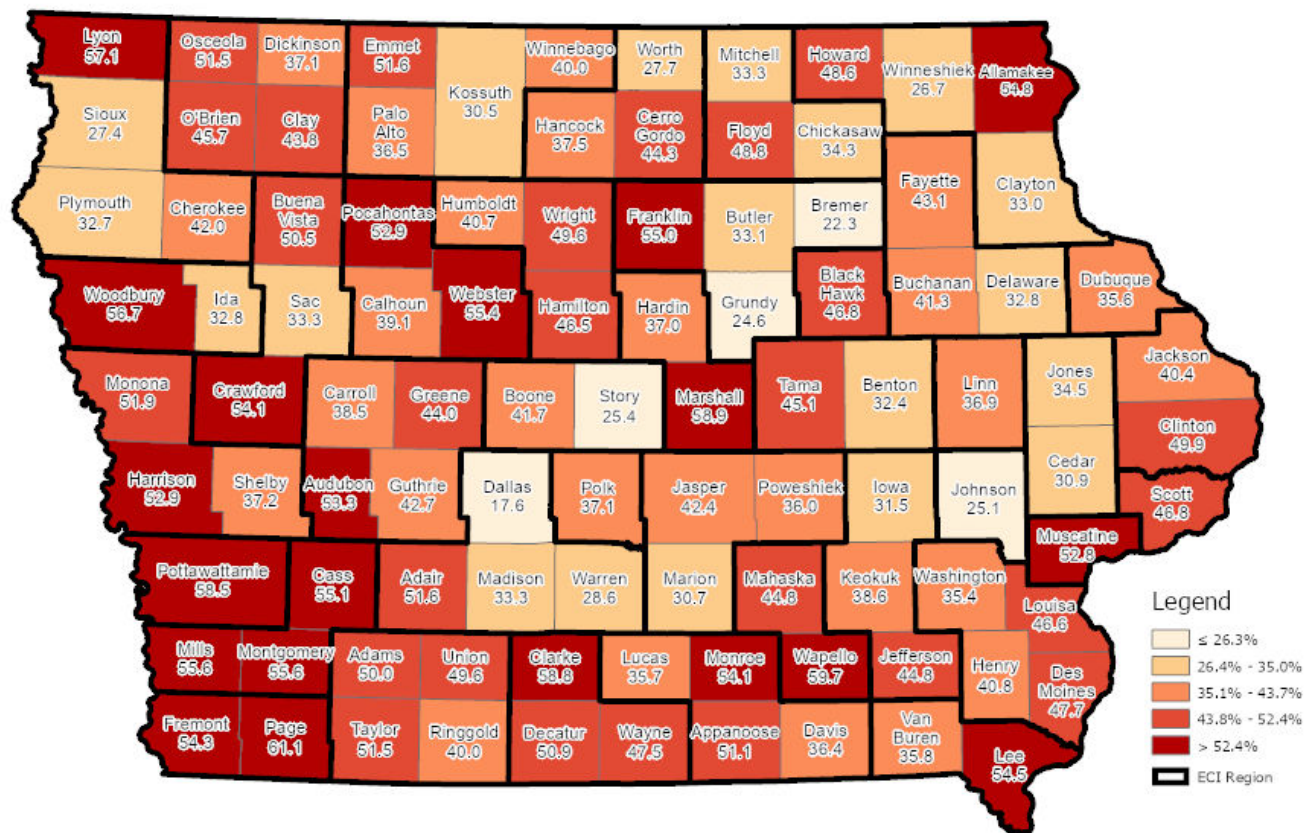 Lyon
57.1
Osceola
51.5
Dickinson
37.1
Emmet
51.6
Kossuth
30.5
Winnebago
40.0
Worth
27.7
Mitchell
33.3
Howard
48.6
Winneshiek
26.7
Allamakee
54.8
Sioux
27.4
O'Brien
45.7
Clay
43.8
Palo
Alto
36.5
Hancock
37.5
Cerro
Gordo
44.3
Floyd
48.8
Chickasaw
34.3
Fayette
43.1
Clayton
33.0
Plymouth
32.7
Cherokee
42.0
Buena
Vista
50.5
Pocahontas
52.9
Humboldt
40.7
Wright
49.6
Franklin
55.0
Butler
33.1
Bremer
22.3
Woodbury
56.7
Ida
32.8
Sac
33.3
Calhoun
39.1
Webster
55.4
Hamilton
46.5
Hardin
37.0
Grundy
24.6
Black
Hawk
46.8
Buchanan
41.3
Delaware
32.8
Dubuque
35.6
Monona
51.9
Crawford
54.1
Carroll
38.5
Greene
44.0
Boone
41.7
Story
25.4
Marshall
58.9
Tama
45.1
Benton
32.4
Linn
36.9
Jones
34.5
Jackson
40.4
Clinton
49.9
Harrison
52.9
Shelby
37.2
Audubon
53.3
Guthrie
42.7
Dallas
17.6
Polk
37.1
Jasper
42.4
Poweshiek
36.0
Iowa
31.5
Johnson
25.1
Cedar
30.9
Scott
46.8
Muscatine
52.8
Pottawattamie
58.5
Cass
55.1
Adair
51.6
Madison
33.3
Warren
28.6
Marion
30.7
Mahaska
44.8
Keokuk
38.6
Washington
35.4
Louisa
46.6
Mills
55.6
Montgomery
55.6
Adams
50.0
Union
49.6
Clarke
58.8
Lucas
35.7
Monroe
54.1
Wapello
59.7
Jefferson
44.8
Henry
40.8
Des
Moines
47.7
Fremont
54.3
Page
61.1
Taylor
51.5
Ringgold
40.0
Decatur
50.9
Wayne
47.5
Appanoose
51.1
Davis
36.4
Van
Buren
35.8
Lee
54.5
Legend
≤ 26.3%
26.4% - 35.0%
35.1% - 43.7%
43.8% - 52.4%
> 52.4%
ECI Region